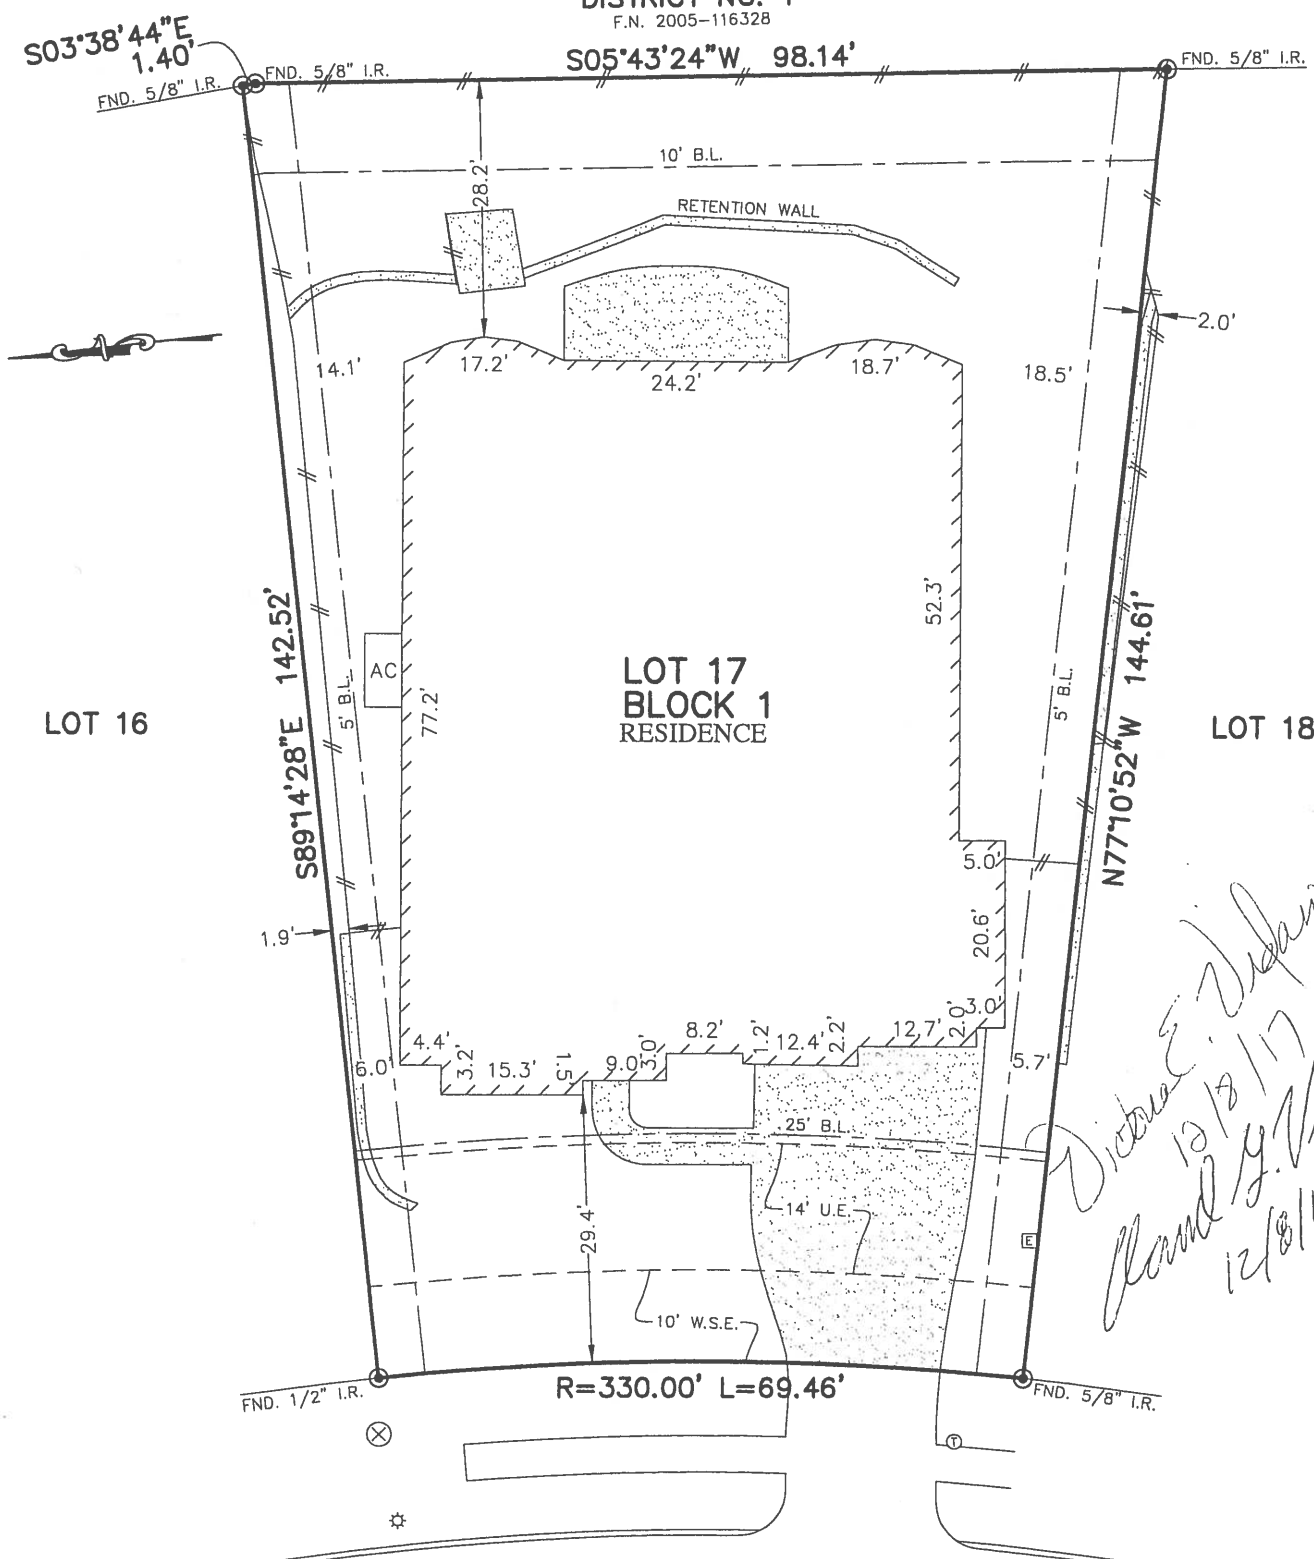 DISTRICT NO. 1
F.N. 2005-116328
S03°38'44"E
1.40'
S05°43'24"W 98.14'
FND. 5/8" I.R.
FND. 5/8" I.R.
FND. 5/8" I.R.
10' B.L.
28.2'
RETENTION WALL
2.0'
14.1'
17.2'
24.2'
18.7'
18.5'
52.3'
S89°14'28"E 142.52'
5' B.L.
AC
77.2'
LOT 17
BLOCK 1
RESIDENCE
5' B.L.
N77°10'52"W 144.61'
LOT 16
LOT 18
5.0'
20.6'
1.9'
3.0'
4.4'
3.2'
15.3'
1.5'
9.0'
3.0'
8.2'
1.2'
12.4'
2.2'
12.7'
2.0'
6.0'
5.7'
25' B.L.
14' U.E.
29.4'
E
10' W.S.E.
R=330.00' L=69.46'
FND. 1/2" I.R.
FND. 5/8" I.R.
T
Victoria E.
12/8/17
12/8/1